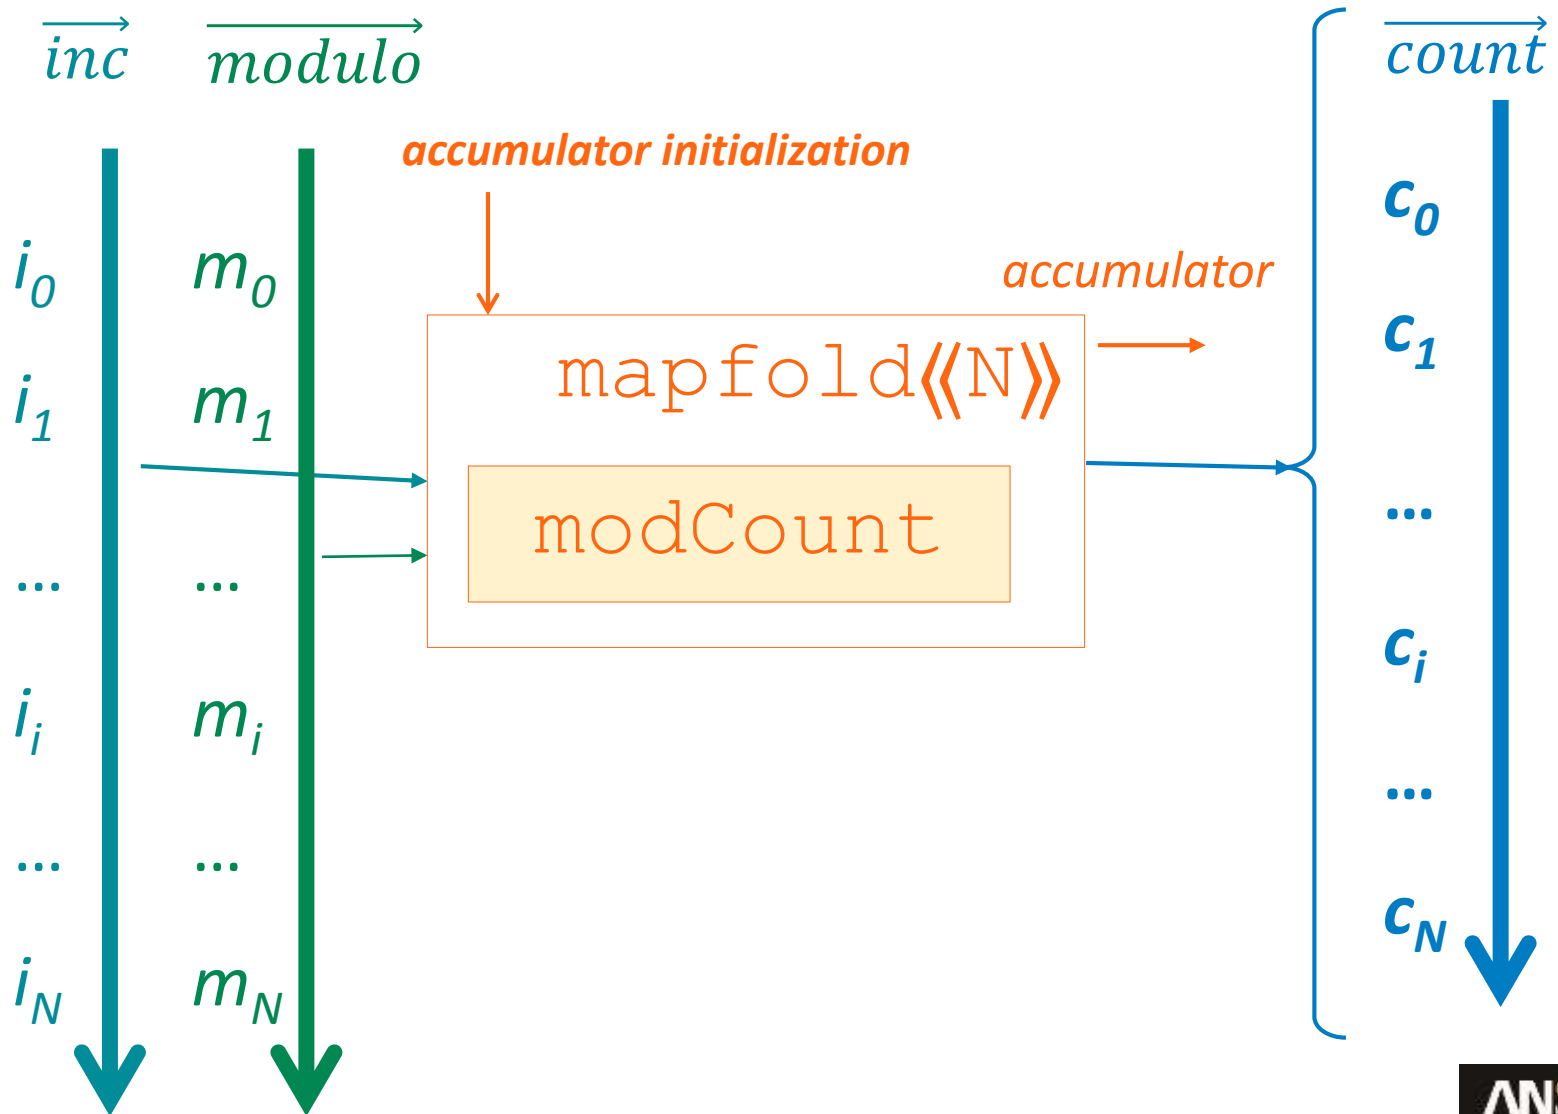 inc
modulo
count
accumulator initialization
i0
m0
accumulator
c0
i1
m1
mapfold⟪N⟫
c1
modCount
...
...
...
ii
mi
ci
...
...
...
iN
mN
cN